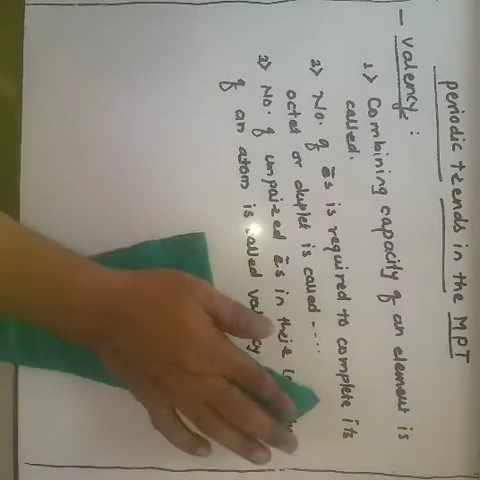 periodic trends in the MPT
- Valency :
1) Combining capacity of an element is
called.
2) No. of ēs is required to complete its
octet or duplet is called ----
3) No. of unpaired ēs in their
of an atom is called